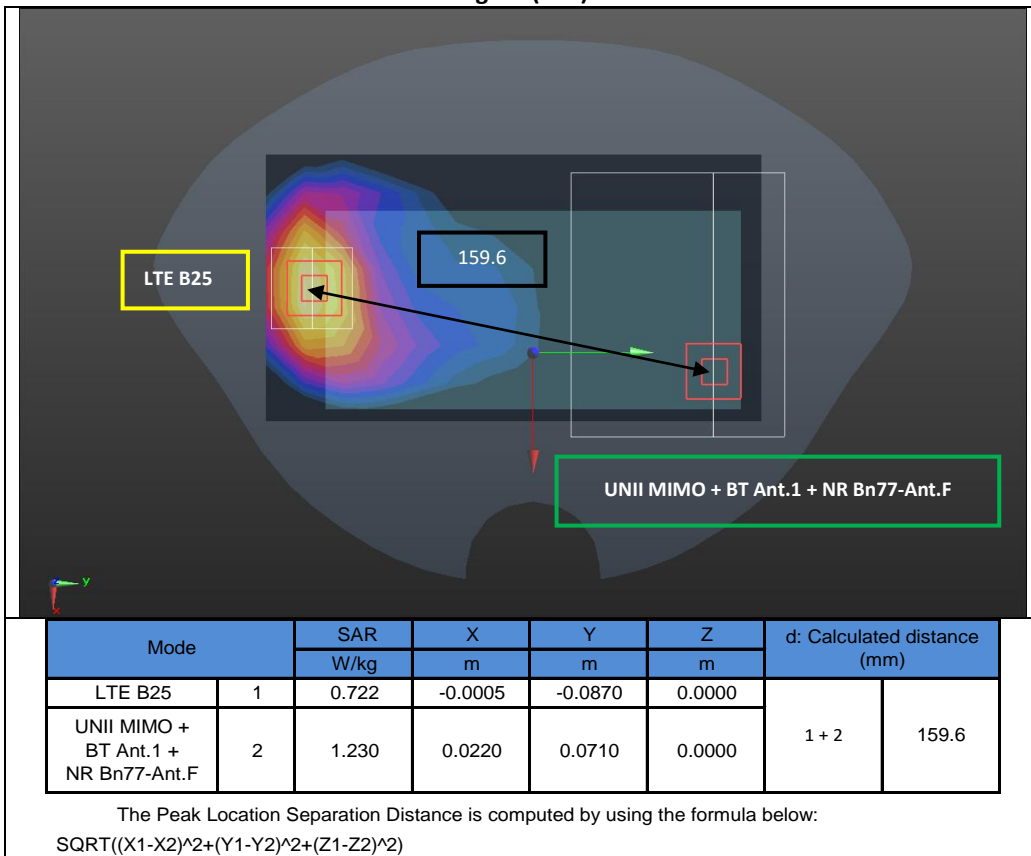 LTE B25
159.6
UNII MIMO + BT Ant.1 + NR Bn77-Ant.F
y
x
Mode SAR X Y Z d: Calculated distance (mm)
W/kg m m m
LTE B25 1 0.722 -0.0005 -0.0870 0.0000 1 + 2 159.6
UNII MIMO +
BT Ant.1 +
NR Bn77-Ant.F
2 1.230 0.0220 0.0710 0.0000
The Peak Location Separation Distance is computed by using the formula below:
SQRT((X1-X2)^2+(Y1-Y2)^2+(Z1-Z2)^2)